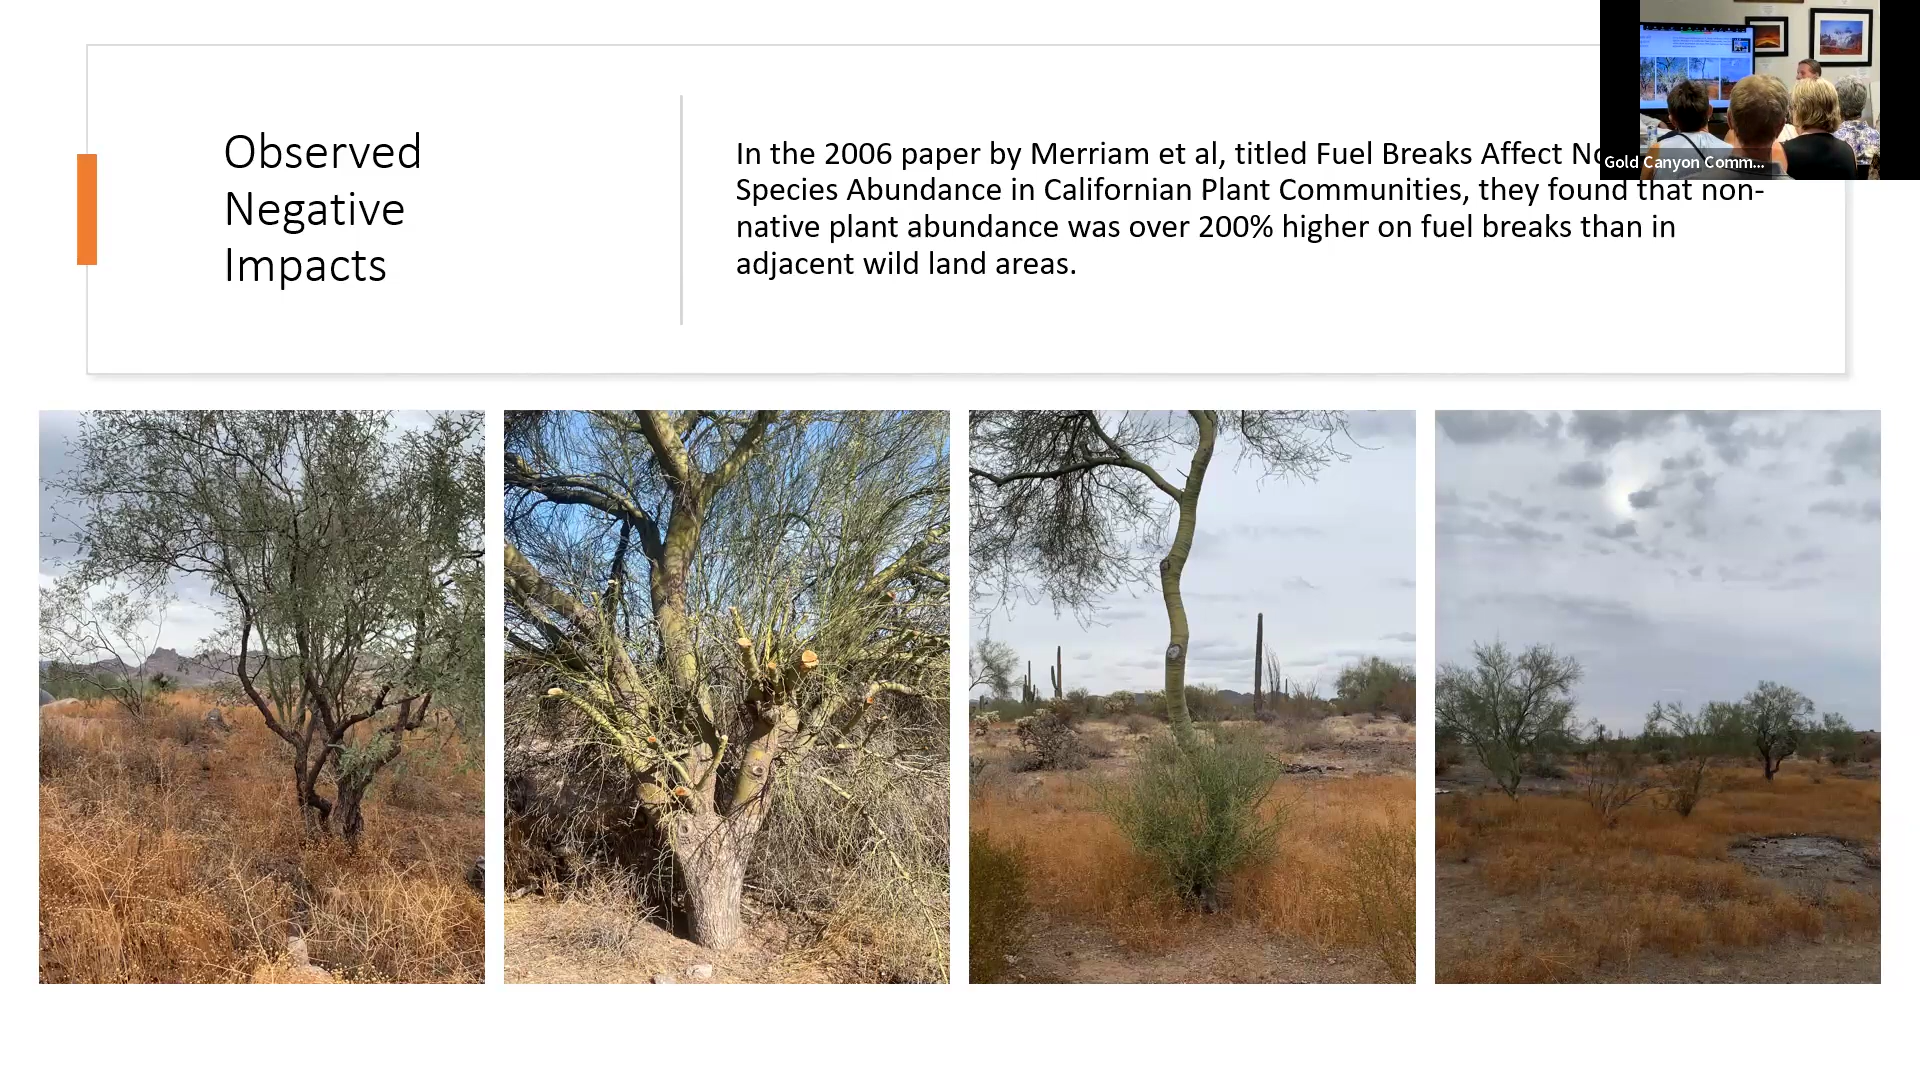 Observed
Negative
Impacts
In the 2006 paper by Merriam et al, titled Fuel Breaks Affect
Species Abundance in Californian Plant Communities, they found that non-
native plant abundance was over 200% higher on fuel breaks than in
adjacent wild land areas.
Gold Canyon Comm...